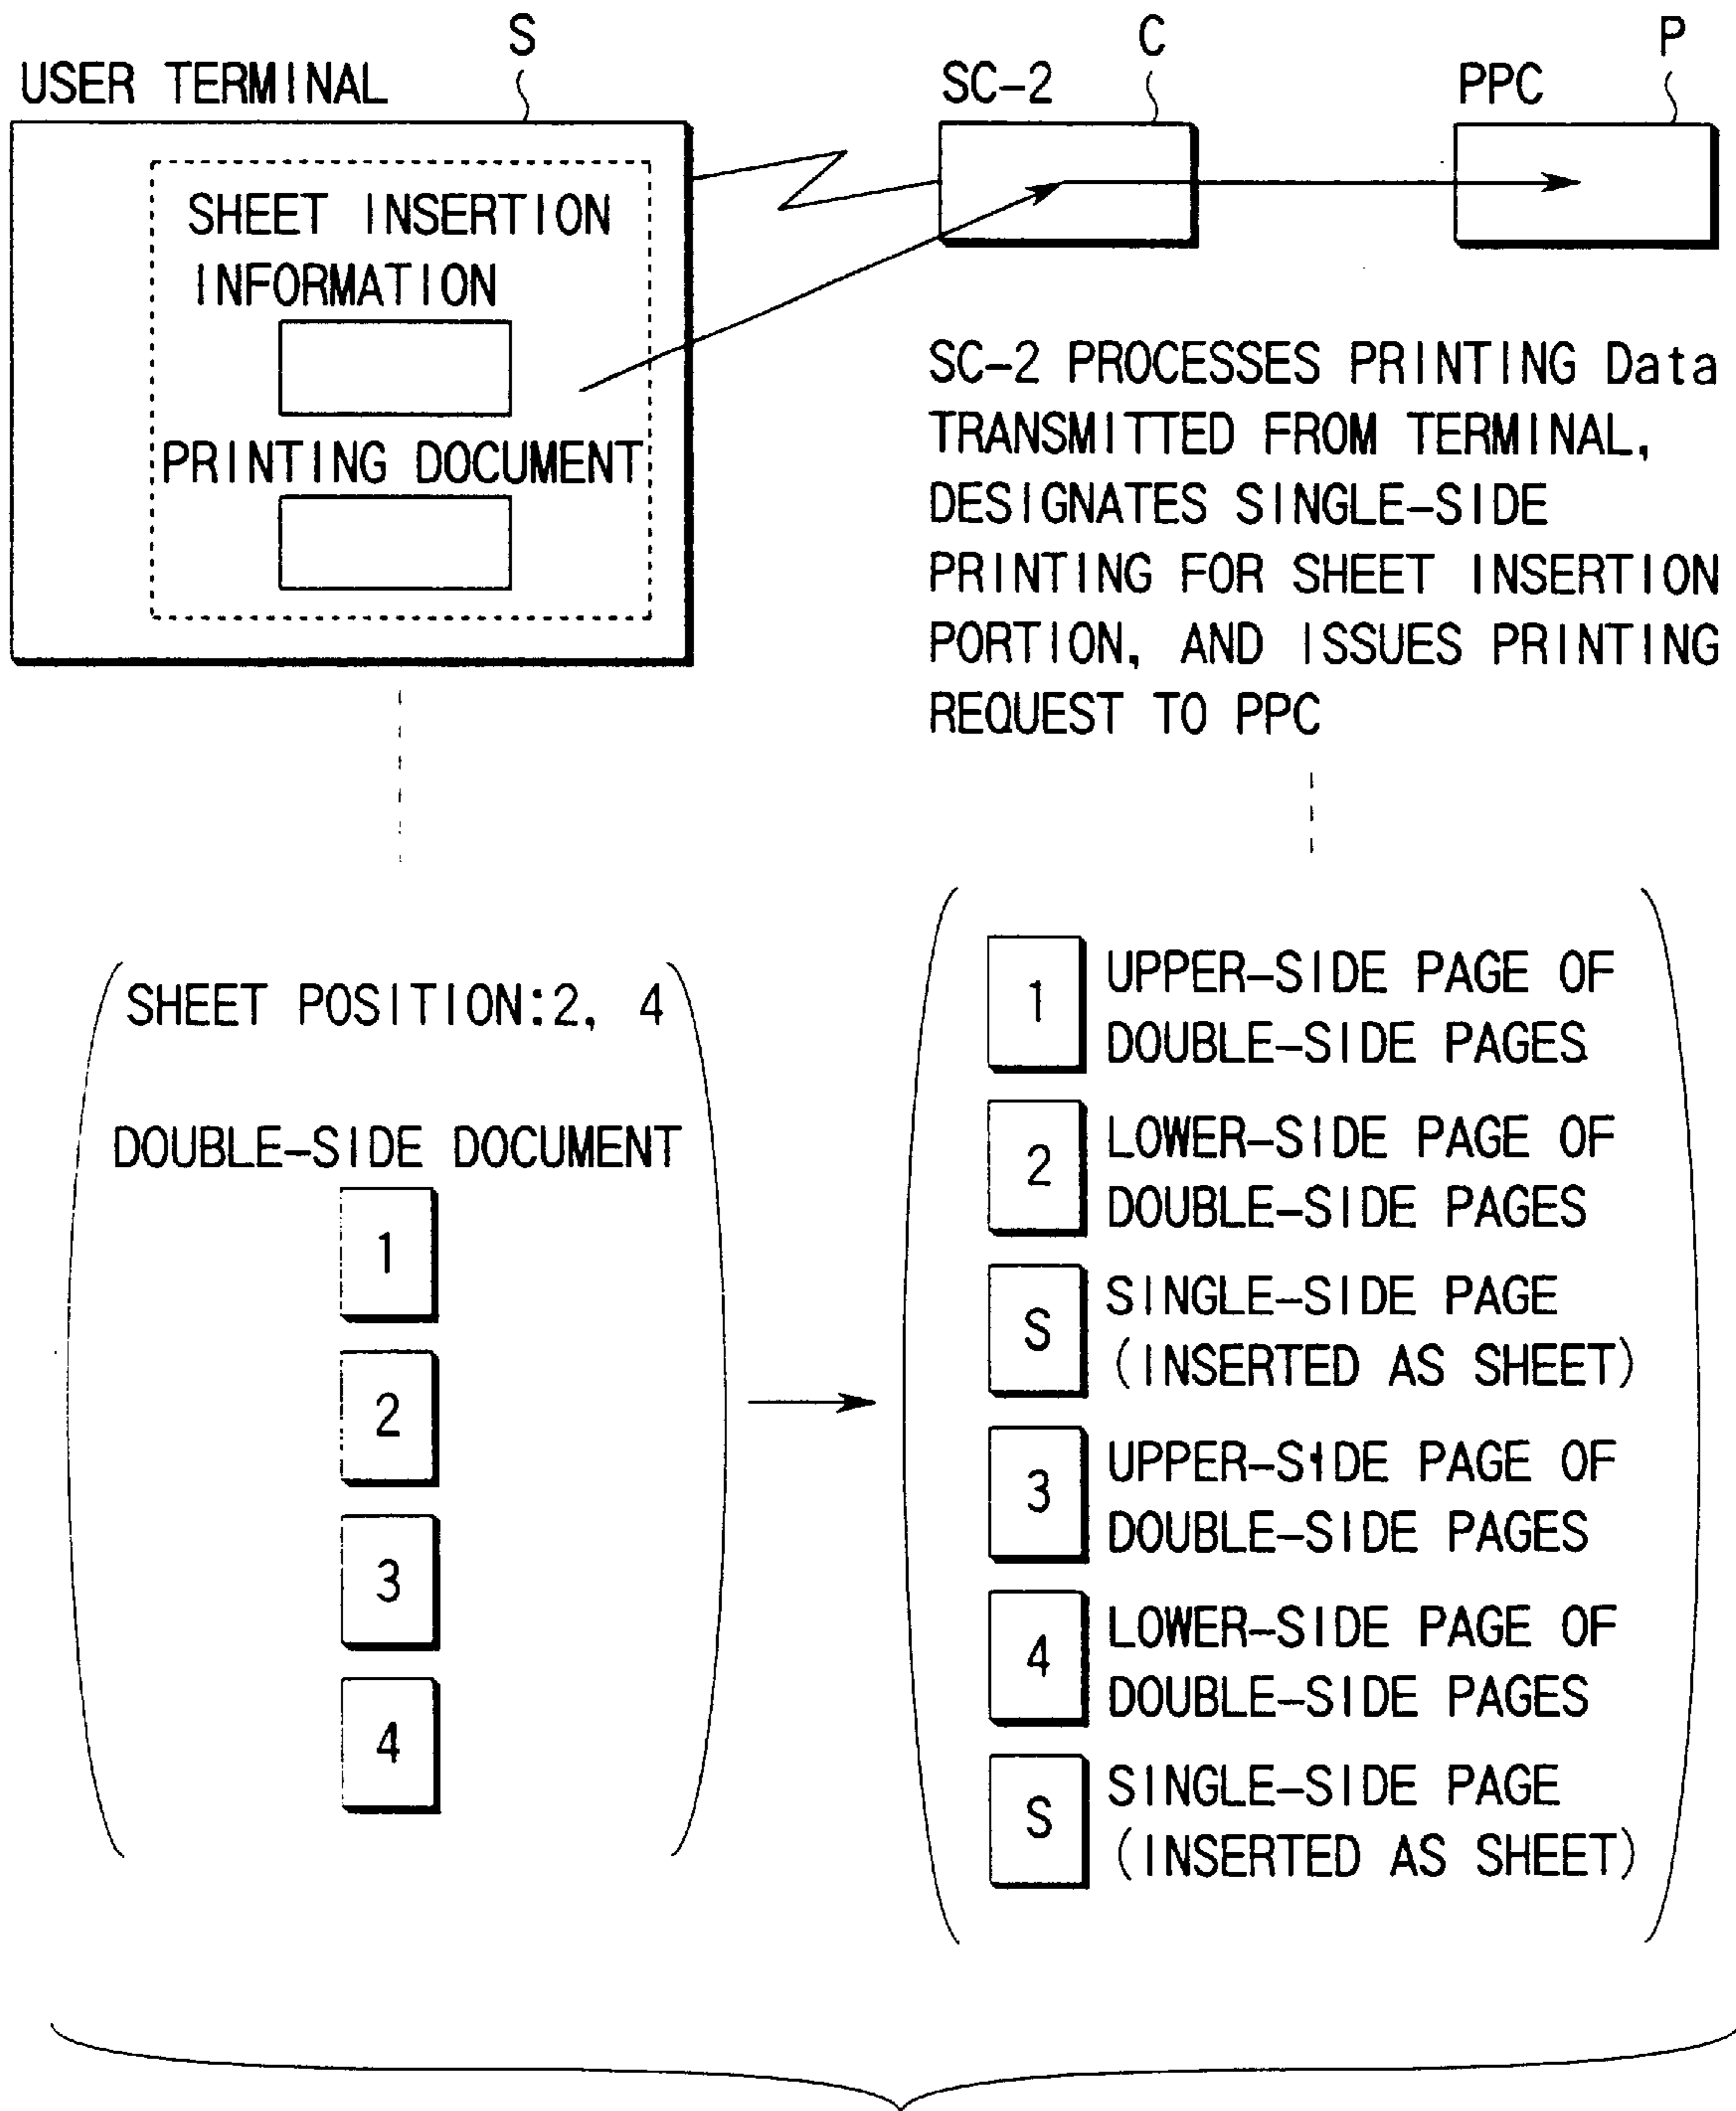 S
USER TERMINAL
SHEET INSERTION
INFORMATION
PRINTING DOCUMENT
C
SC-2
P
PPC
SC-2 PROCESSES PRINTING Data
TRANSMITTED FROM TERMINAL,
DESIGNATES SINGLE-SIDE
PRINTING FOR SHEET INSERTION
PORTION, AND ISSUES PRINTING
REQUEST TO PPC
SHEET POSITION:2, 4
DOUBLE-SIDE DOCUMENT
1
2
3
4
1 UPPER-SIDE PAGE OF
DOUBLE-SIDE PAGES
2 LOWER-SIDE PAGE OF
DOUBLE-SIDE PAGES
S SINGLE-SIDE PAGE
(INSERTED AS SHEET)
3 UPPER-SIDE PAGE OF
DOUBLE-SIDE PAGES
4 LOWER-SIDE PAGE OF
DOUBLE-SIDE PAGES
S SINGLE-SIDE PAGE
(INSERTED AS SHEET)